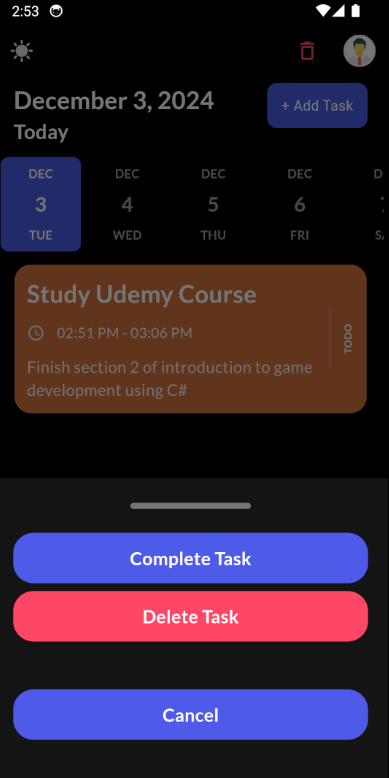 2:53
December 3, 2024
Today
+ Add Task
DEC
3
TUE
DEC
4
WED
DEC
5
THU
DEC
6
FRI
Study Udemy Course
02:51 PM - 03:06 PM
Finish section 2 of introduction to game
development using C#
TODO
Complete Task
Delete Task
Cancel